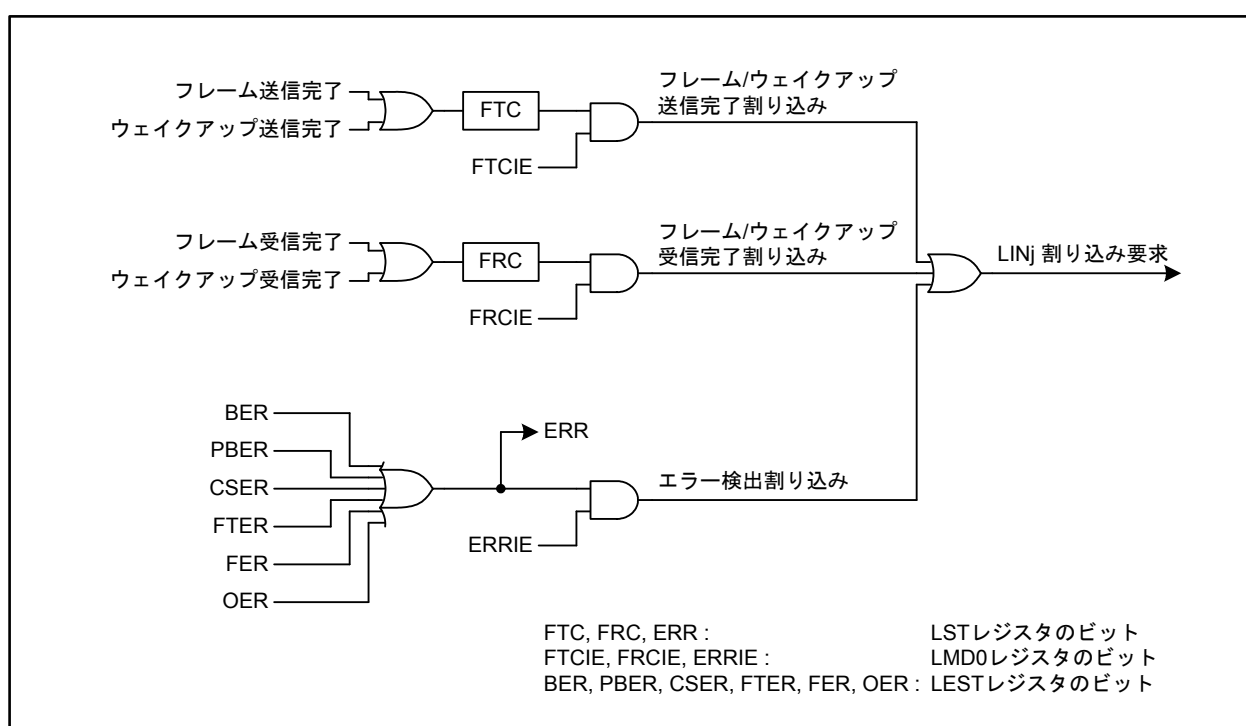 フレーム送信完了
ウェイクアップ送信完了
FTC
FTCIE
フレーム/ウェイクアップ
送信完了割り込み
フレーム受信完了
ウェイクアップ受信完了
FRC
FRCIE
フレーム/ウェイクアップ
受信完了割り込み
LINj 割り込み要求
BER
PBER
CSER
FTER
FER
OER
ERR
ERRIE
エラー検出割り込み
FTC, FRC, ERR : LSTレジスタのビット
FTCIE, FRCIE, ERRIE : LMD0レジスタのビット
BER, PBER, CSER, FTER, FER, OER : LESTレジスタのビット